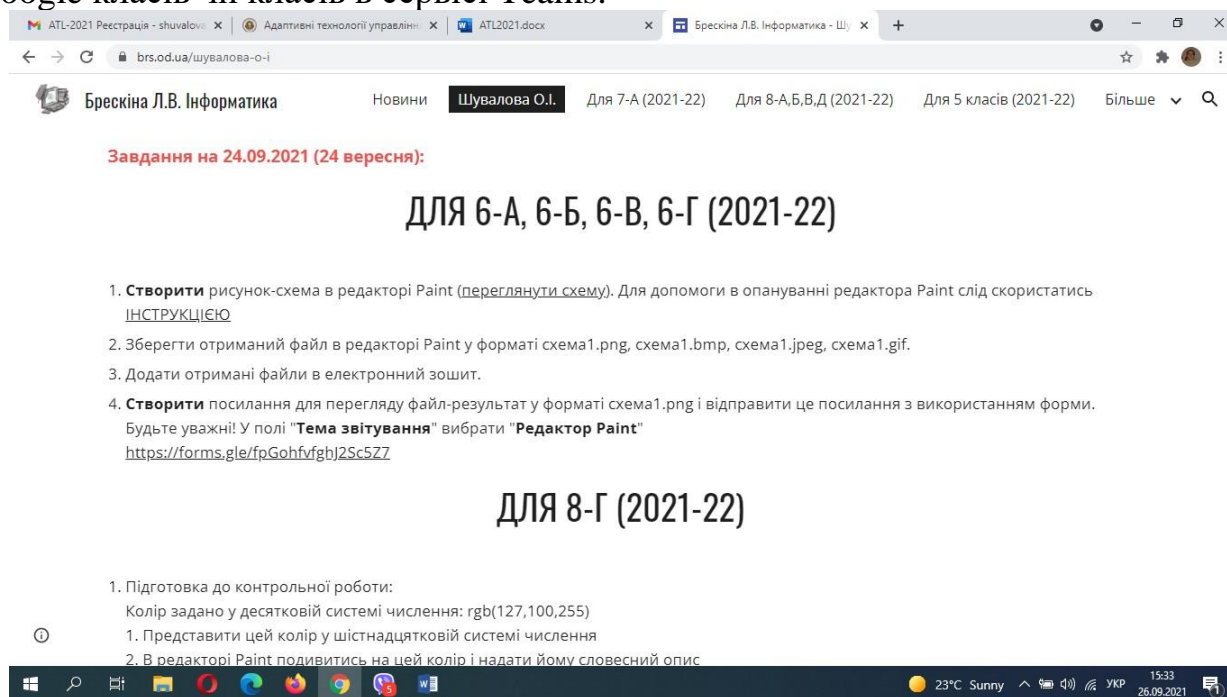 Google класів чи класів в сервісі Teams.
ATL-2021 Реєстрація - shuvalova
Адаптивні технології управлінн
ATL2021.docx
Брескіна Л.В. Інформатика - Шу
brs.od.ua/шувалова-о-і
Брескіна Л.В. Інформатика
Новини
Шувалова О.І.
Для 7-А (2021-22)
Для 8-А,Б,В,Д (2021-22)
Для 5 класів (2021-22)
Більше
Завдання на 24.09.2021 (24 вересня):
ДЛЯ 6-А, 6-Б, 6-В, 6-Г (2021-22)
1. Створити рисунок-схема в редакторі Paint (переглянути схему). Для допомоги в опануванні редактора Paint слід скористатись
ІНСТРУКЦІЄЮ
2. Зберегти отриманий файл в редакторі Paint у форматі схема1.png, схема1.bmp, схема1.jpeg, схема1.gif.
3. Додати отримані файли в електронний зошит.
4. Створити посилання для перегляду файл-результат у форматі схема1.png і відправити це посилання з використанням форми.
Будьте уважні! У полі "Тема звітування" вибрати "Редактор Paint"
https://forms.gle/fpGohfvfghJ2Sc5Z7
ДЛЯ 8-Г (2021-22)
1. Підготовка до контрольної роботи:
Колір задано у десятковій системі числення: rgb(127,100,255)
1. Представити цей колір у шістнадцятковій системі числення
2. В редакторі Paint подивитись на цей колір і надати йому словесний опис
23°C Sunny
УКР
15:33
26.09.2021